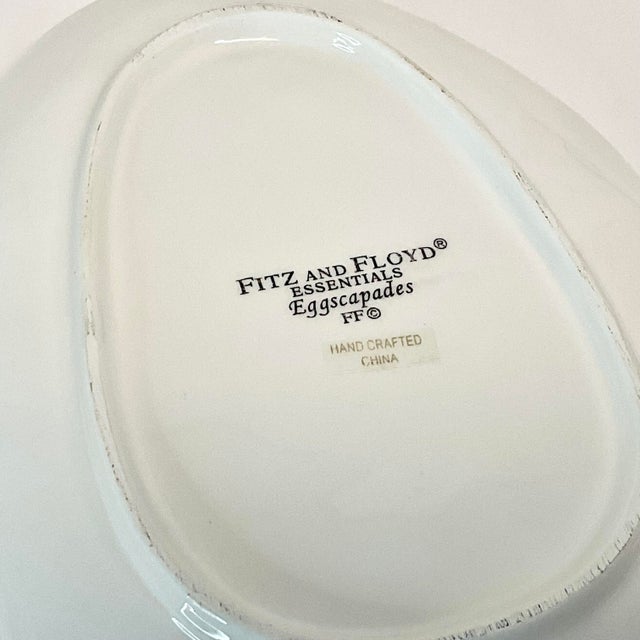 FITZ AND FLOYD®
ESSENTIALS
Eggscapades
FF©
HAND CRAFTED
CHINA